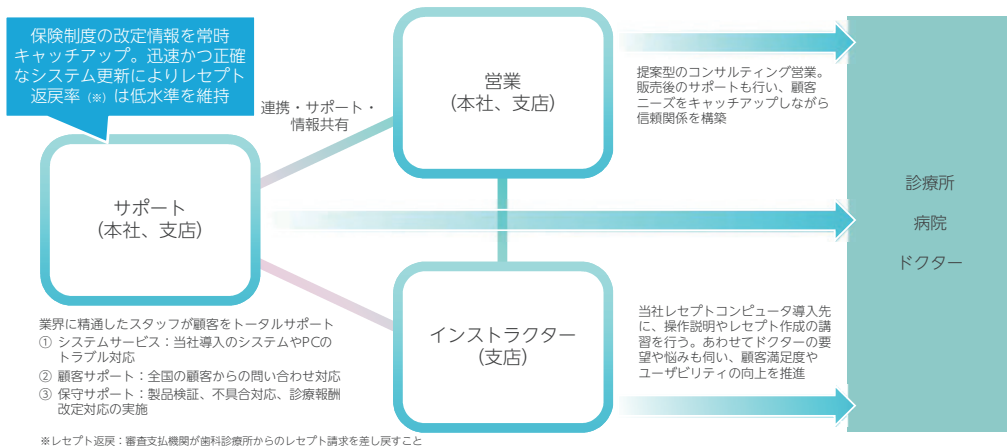 保険制度の改定情報を常時
キャッチアップ。迅速かつ正確
なシステム更新によりレセプト
返戻率（※）は低水準を維持
連携・サポート・
情報共有
営業
(本社、支店)
提案型のコンサルティング営業。
販売後のサポートも行い、顧客
ニーズをキャッチアップしながら
信頼関係を構築
サポート
(本社、支店)
診療所
病院
ドクター
インストラクター
(支店)
当社レセプトコンピュータ導入先
に、操作説明やレセプト作成の講
習を行う。あわせてドクターの要
望や悩みも伺い、顧客満足度や
ユーザビリティの向上を推進
業界に精通したスタッフが顧客をトータルサポート
① システムサービス：当社導入のシステムやPCの
トラブル対応
② 顧客サポート：全国の顧客からの問い合わせ対応
③ 保守サポート：製品検証、不具合対応、診療報酬
改定対応の実施
※レセプト返戻：審査支払機関が歯科診療所からのレセプト請求を差し戻すこと